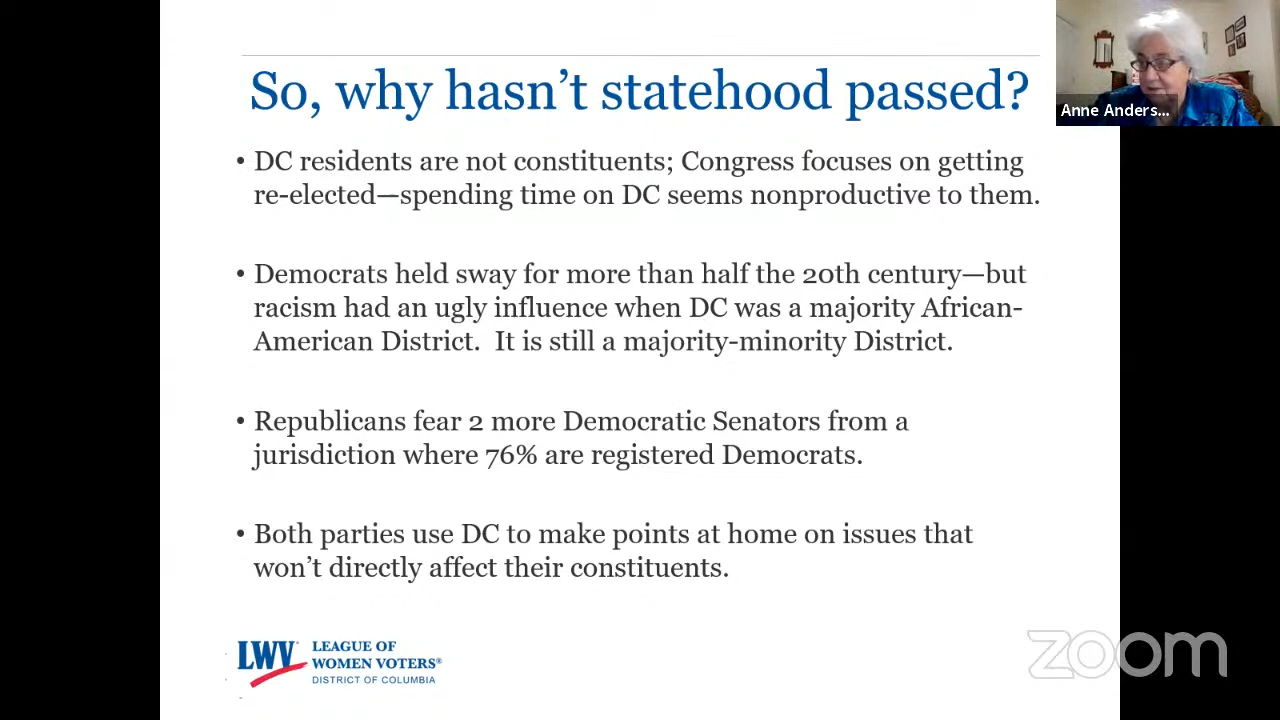 So, why hasn't statehood passed?
Anne Anders...
• DC residents are not constituents; Congress focuses on getting
re-elected—spending time on DC seems nonproductive to them.
• Democrats held sway for more than half the 20th century—but
racism had an ugly influence when DC was a majority African-
American District.  It is still a majority-minority District.
• Republicans fear 2 more Democratic Senators from a
jurisdiction where 76% are registered Democrats.
• Both parties use DC to make points at home on issues that
won't directly affect their constituents.
LWV
LEAGUE OF
WOMEN VOTERS®
DISTRICT OF COLUMBIA
zoom